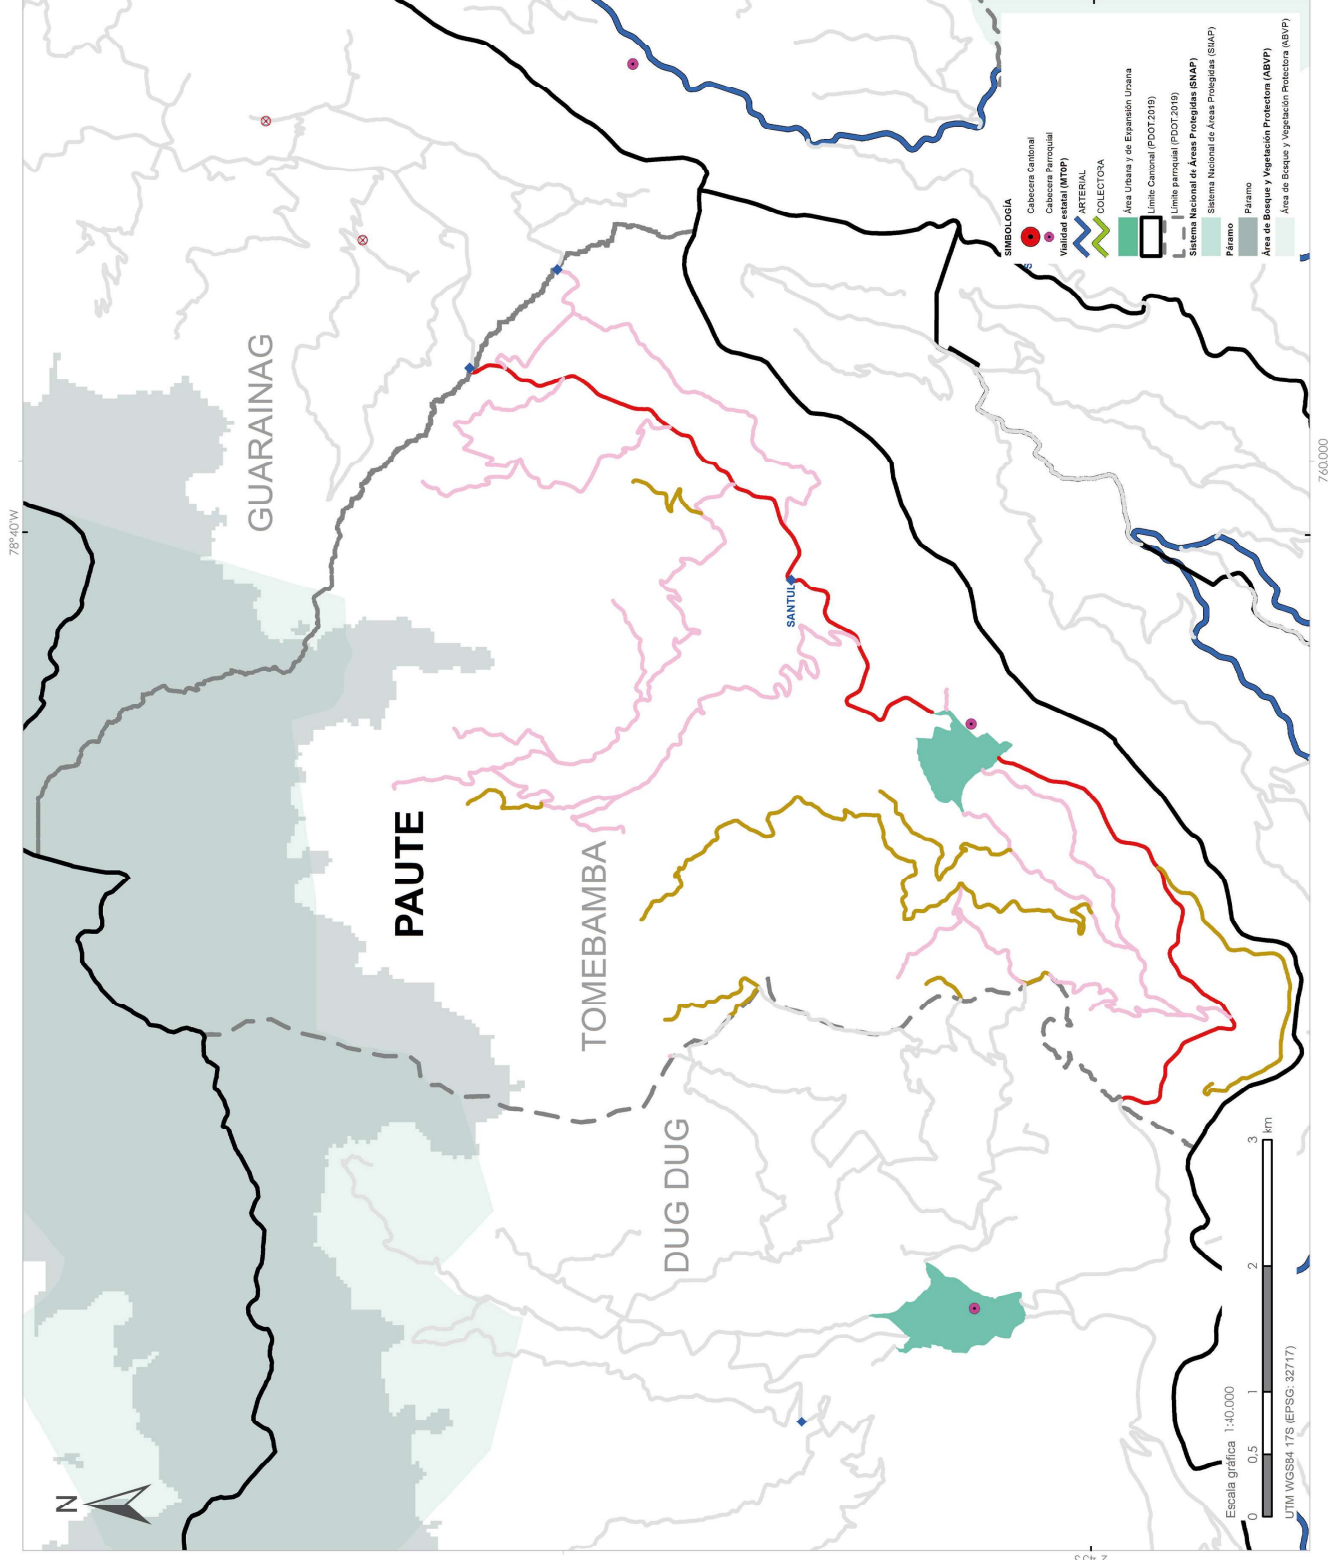 78°40'W
N
GUARAINAG
PAUTE
TOMEBAMBA
DUG DUG
SANTUL
S
SIMBOLOGÍA
Cabecera Cantonal
Cabecera Parroquial
Vialidad estatal (MTOP)
ARTERIAL
COLECTORA
Área Urbana y de Expansión Urbana
Límite Cantonal (PDOT.2019)
Límite parroquial (PDOT.2019)
Sistema Nacional de Áreas Protegidas (SNAP)
Sistema Nacional de Áreas Protegidas (SNAP)
Páramo
Páramo
Área de Bosque y Vegetación Protectora (ABVP)
Área de Bosque y Vegetación Protectora (ABVP)
Escala gráfica 1:40.000
0 0,5 1 2 3
km
UTM WGS84 17S (EPSG: 32717)
760.000